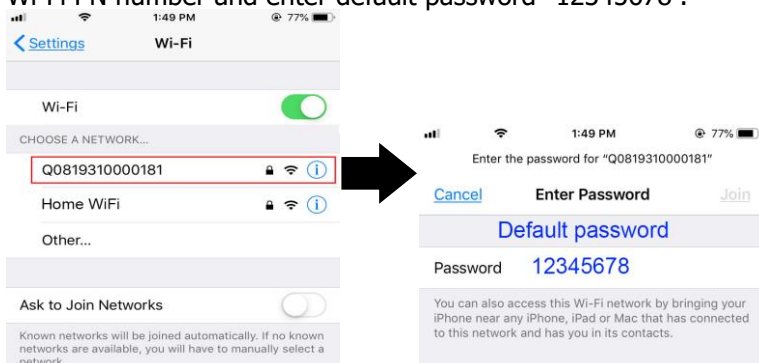 Wi-Fi PN number and enter default password "12345678".
1:49 PM
77%
Settings
Wi-Fi
Wi-Fi
CHOOSE A NETWORK...
Q0819310000181
Home WiFi
Other...
Ask to Join Networks
Known networks will be joined automatically. If no known
networks are available, you will have to manually select a
network.
1:49 PM
77%
Enter the password for "Q0819310000181"
Cancel
Enter Password
Join
Default password
Password 12345678
You can also access this Wi-Fi network by bringing your
iPhone near any iPhone, iPad or Mac that has connected
to this network and has you in its contacts.